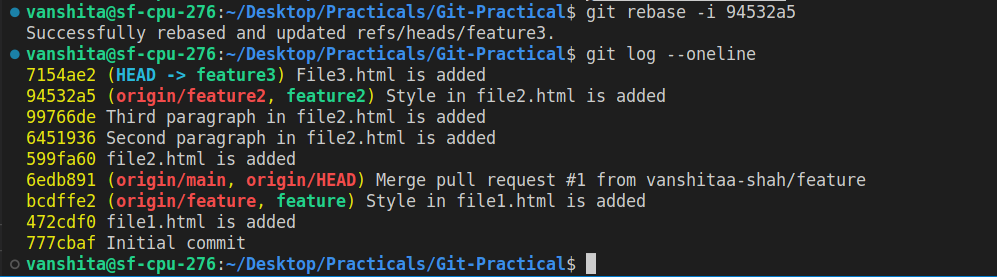 vanshita@sf-cpu-276:~/Desktop/Practicals/Git-Practical$ git rebase -i 94532a5
Successfully rebased and updated refs/heads/feature3.
vanshita@sf-cpu-276:~/Desktop/Practicals/Git-Practical$ git log --oneline
7154ae2 (HEAD -> feature3) File3.html is added
94532a5 (origin/feature2, feature2) Style in file2.html is added
99766de Third paragraph in file2.html is added
6451936 Second paragraph in file2.html is added
599fa60 file2.html is added
6edb891 (origin/main, origin/HEAD) Merge pull request #1 from vanshitaa-shah/feature
bcdffe2 (origin/feature, feature) Style in file1.html is added
472cdf0 file1.html is added
777cbaf Initial commit
vanshita@sf-cpu-276:~/Desktop/Practicals/Git-Practical$